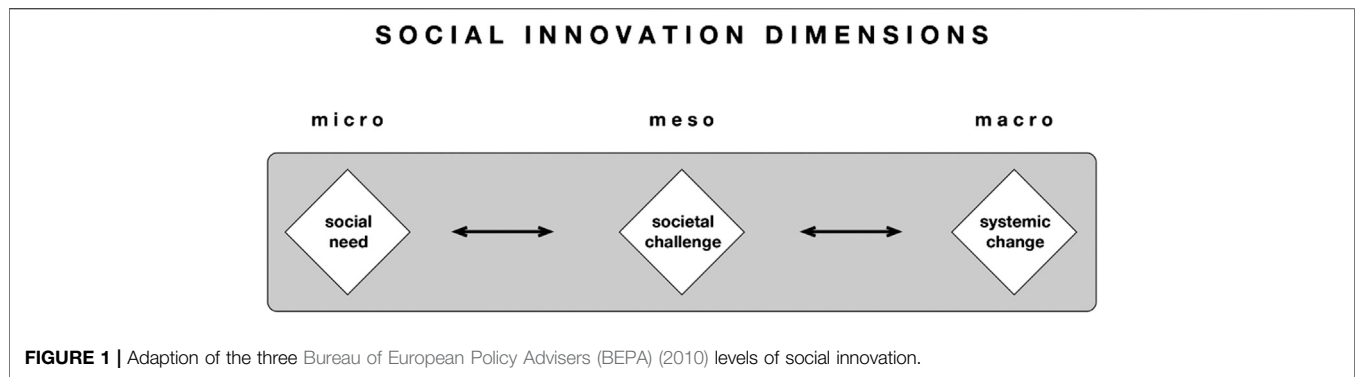 SOCIAL INNOVATION DIMENSIONS
micro meso macro
social need
societal challenge
systemic change
FIGURE 1 | Adaption of the three Bureau of European Policy Advisers (BEPA) (2010) levels of social innovation.